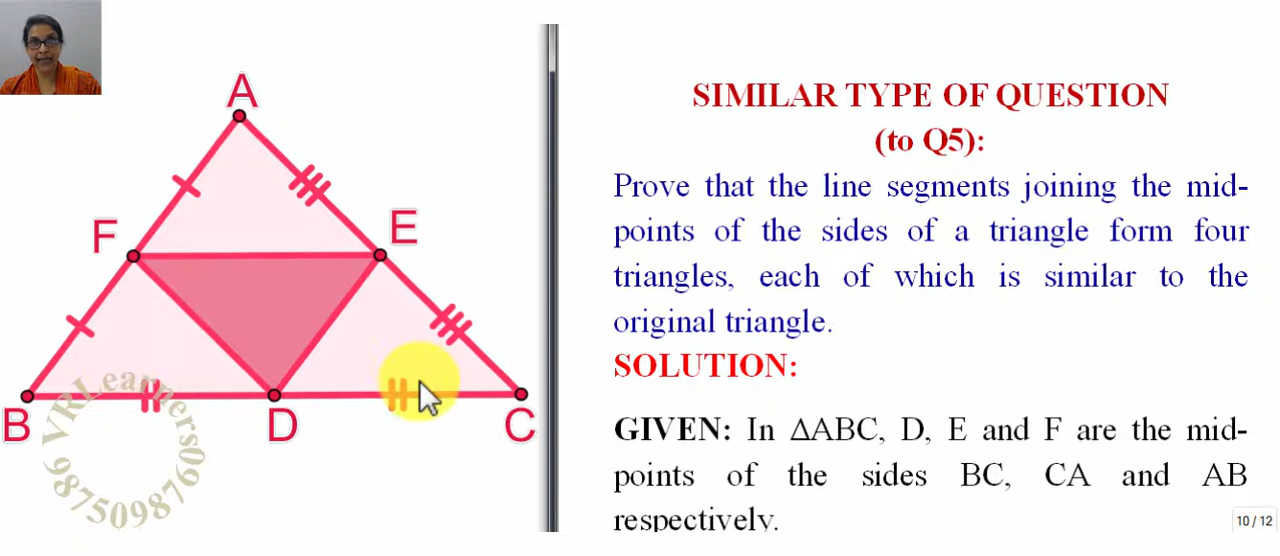 A
F
E
B
D
C
VRLearners
9875098760
SIMILAR TYPE OF QUESTION
(to Q5):
Prove that the line segments joining the mid-
points of the sides of a triangle form four
triangles, each of which is similar to the
original triangle.
SOLUTION:
GIVEN: In ΔABC, D, E and F are the mid-
points of the sides BC, CA and AB
respectively.
10 / 12